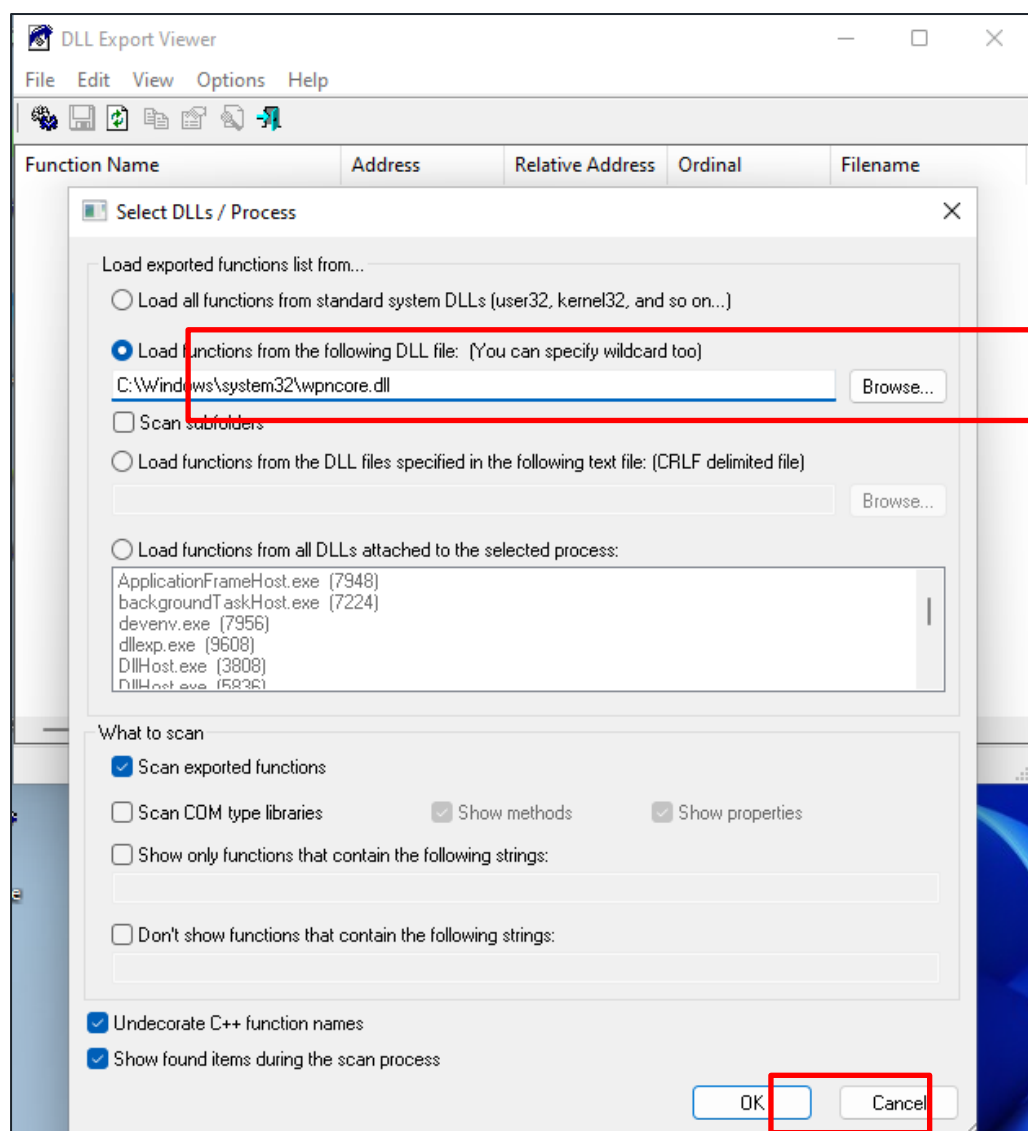 DLL Export Viewer
File Edit View Options Help
Function Name Address Relative Address Ordinal Filename
Select DLLs / Process
Load exported functions list from...
Load all functions from standard system DLLs (user32, kernel32, and so on...)
Load functions from the following DLL file: (You can specify wildcard too)
C:\Windows\system32\wpncore.dll Browse...
Scan subfolders
Load functions from the DLL files specified in the following text file: (CRLF delimited file)
Browse...
Load functions from all DLLs attached to the selected process:
ApplicationFrameHost.exe (7948)
backgroundTaskHost.exe (7224)
devenv.exe (7956)
dllexp.exe (9608)
DllHost.exe (3808)
DllHost.exe (5836)
What to scan
Scan exported functions
Scan COM type libraries Show methods Show properties
Show only functions that contain the following strings:
Don't show functions that contain the following strings:
Undecorate C++ function names
Show found items during the scan process
OK Cancel